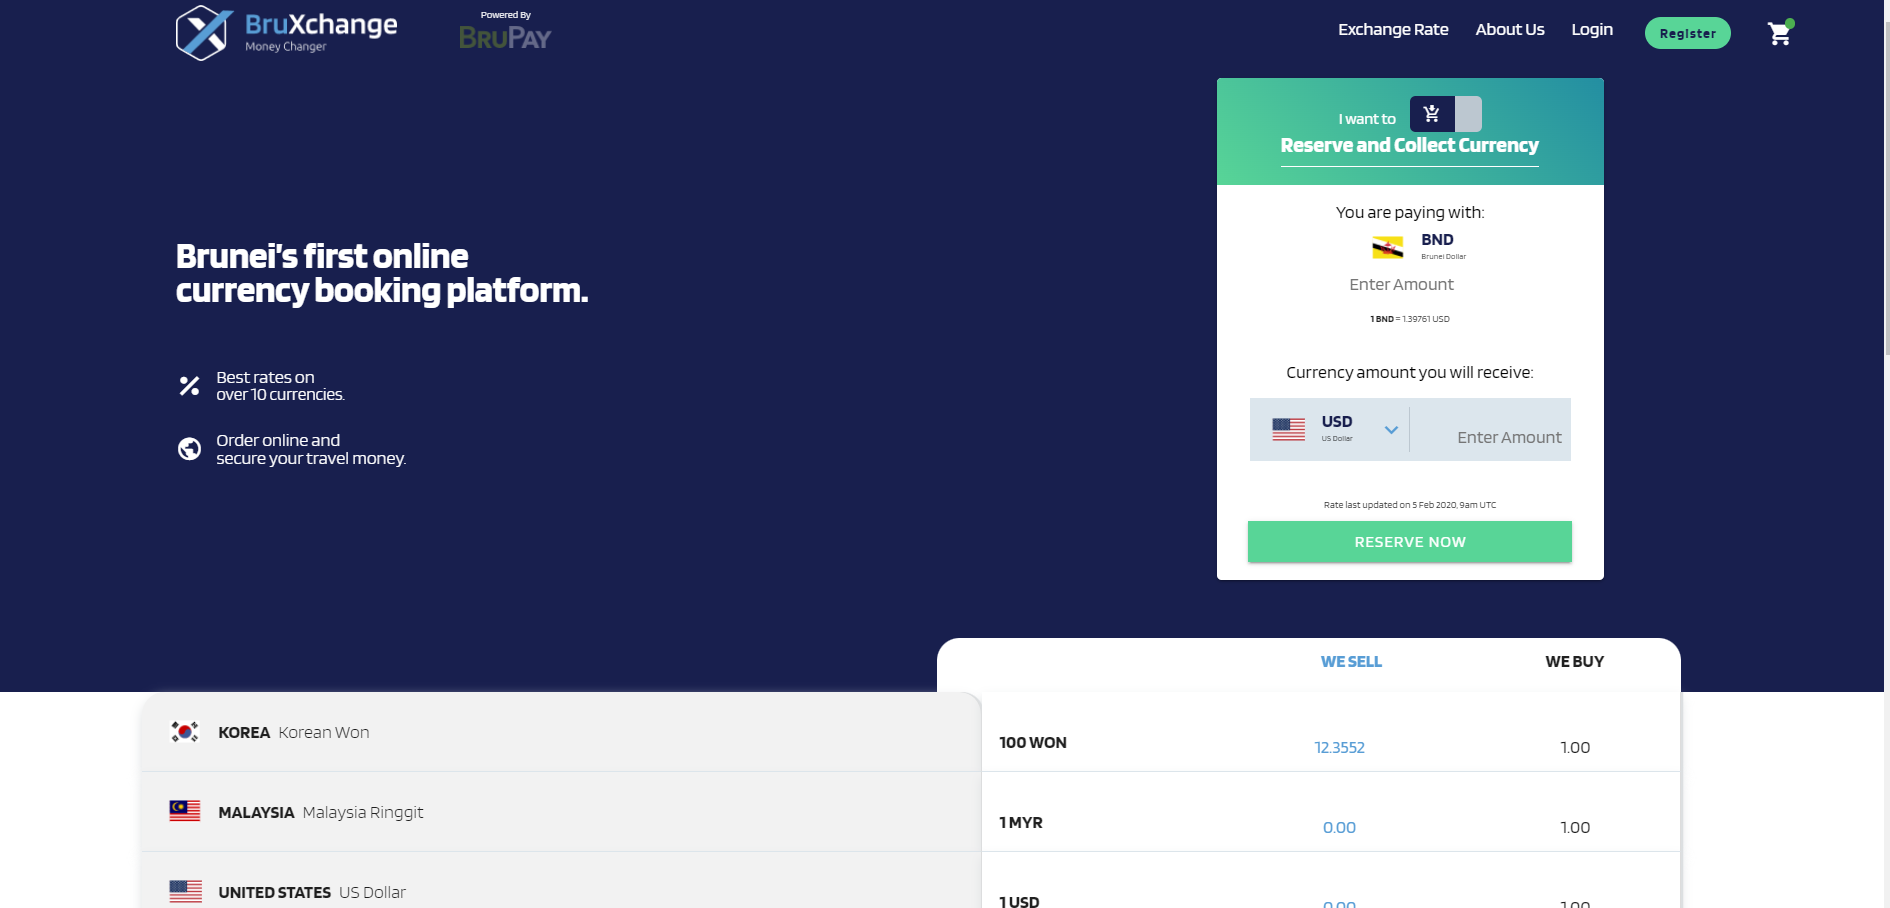 BruXchange
Money Changer
Powered By
BRUPAY
Exchange Rate
About Us
Login
Register
I want to
Reserve and Collect Currency
You are paying with:
BND
Brunei Dollar
Enter Amount
1 BND = 1.39761 USD
Currency amount you will receive:
USD
US Dollar
Enter Amount
Rate last updated on 5 Feb 2020, 9am UTC
RESERVE NOW
Brunei's first online
currency booking platform.
Best rates on
over 10 currencies.
Order online and
secure your travel money.
WE SELL WE BUY
KOREA Korean Won 100 WON 12.3552 1.00
MALAYSIA Malaysia Ringgit 1 MYR 0.00 1.00
UNITED STATES US Dollar 1 USD 0.00 1.00